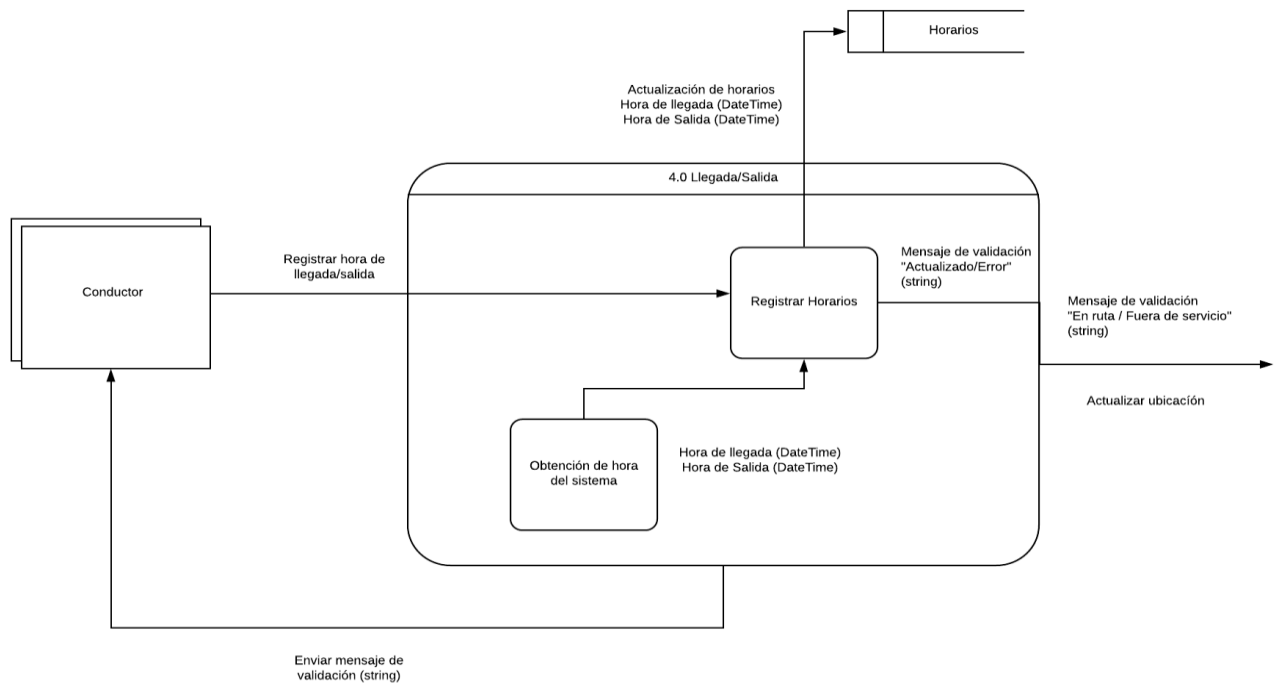 Horarios
Actualización de horarios
Hora de llegada (DateTime)
Hora de Salida (DateTime)
4.0 Llegada/Salida
Registrar hora de
llegada/salida
Conductor
Registrar Horarios
Mensaje de validación
"Actualizado/Error"
(string)
Mensaje de validación
"En ruta / Fuera de servicio"
(string)
Actualizar ubicacíón
Obtención de hora
del sistema
Hora de llegada (DateTime)
Hora de Salida (DateTime)
Enviar mensaje de
validación (string)